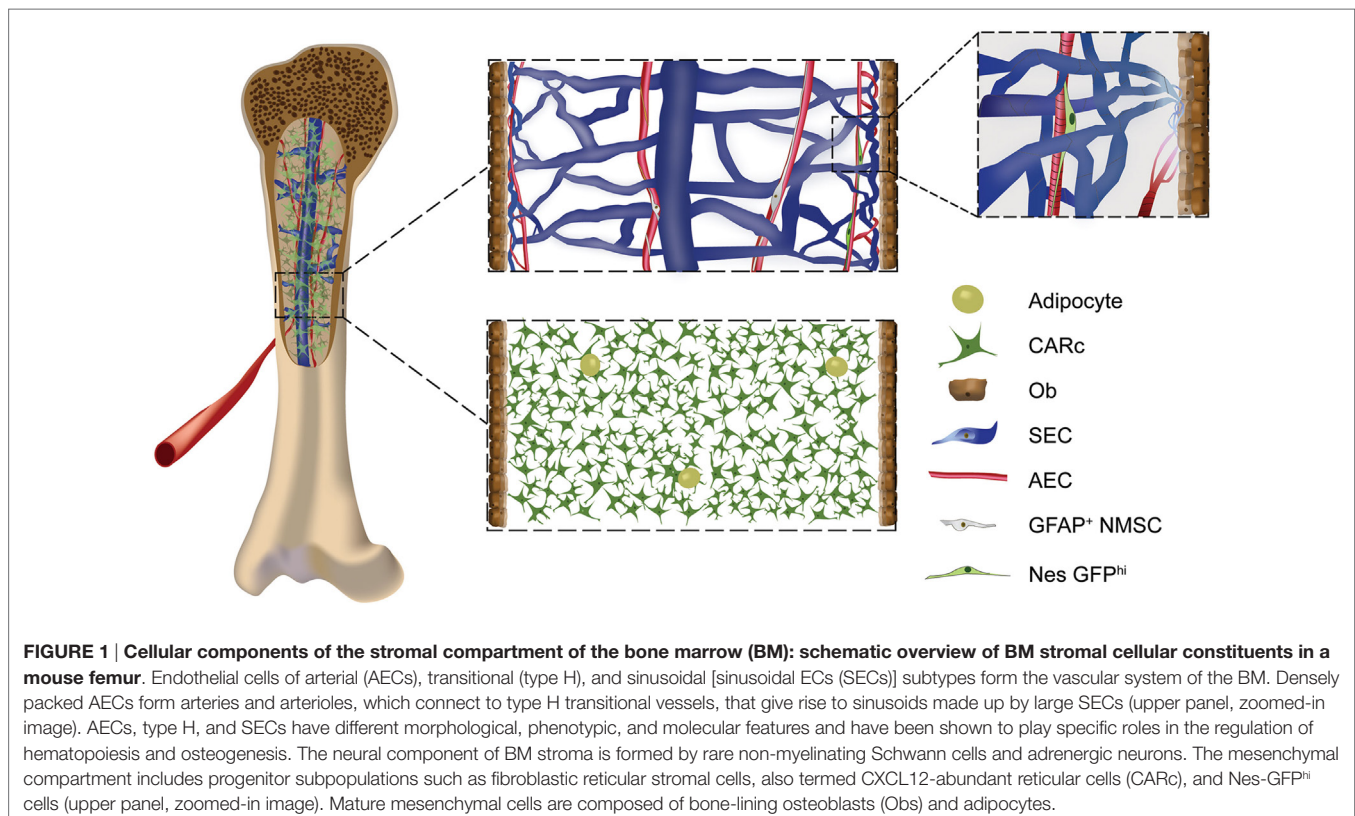 Adipocyte
CARc
Ob
SEC
AEC
GFAP⁺ NMSC
Nes GFPʰⁱ
FIGURE 1 | Cellular components of the stromal compartment of the bone marrow (BM): schematic overview of BM stromal cellular constituents in a
mouse femur. Endothelial cells of arterial (AECs), transitional (type H), and sinusoidal [sinusoidal ECs (SECs)] subtypes form the vascular system of the BM. Densely
packed AECs form arteries and arterioles, which connect to type H transitional vessels, that give rise to sinusoids made up by large SECs (upper panel, zoomed-in
image). AECs, type H, and SECs have different morphological, phenotypic, and molecular features and have been shown to play specific roles in the regulation of
hematopoiesis and osteogenesis. The neural component of BM stroma is formed by rare non-myelinating Schwann cells and adrenergic neurons. The mesenchymal
compartment includes progenitor subpopulations such as fibroblastic reticular stromal cells, also termed CXCL12-abundant reticular cells (CARc), and Nes-GFPʰⁱ
cells (upper panel, zoomed-in image). Mature mesenchymal cells are composed of bone-lining osteoblasts (Obs) and adipocytes.